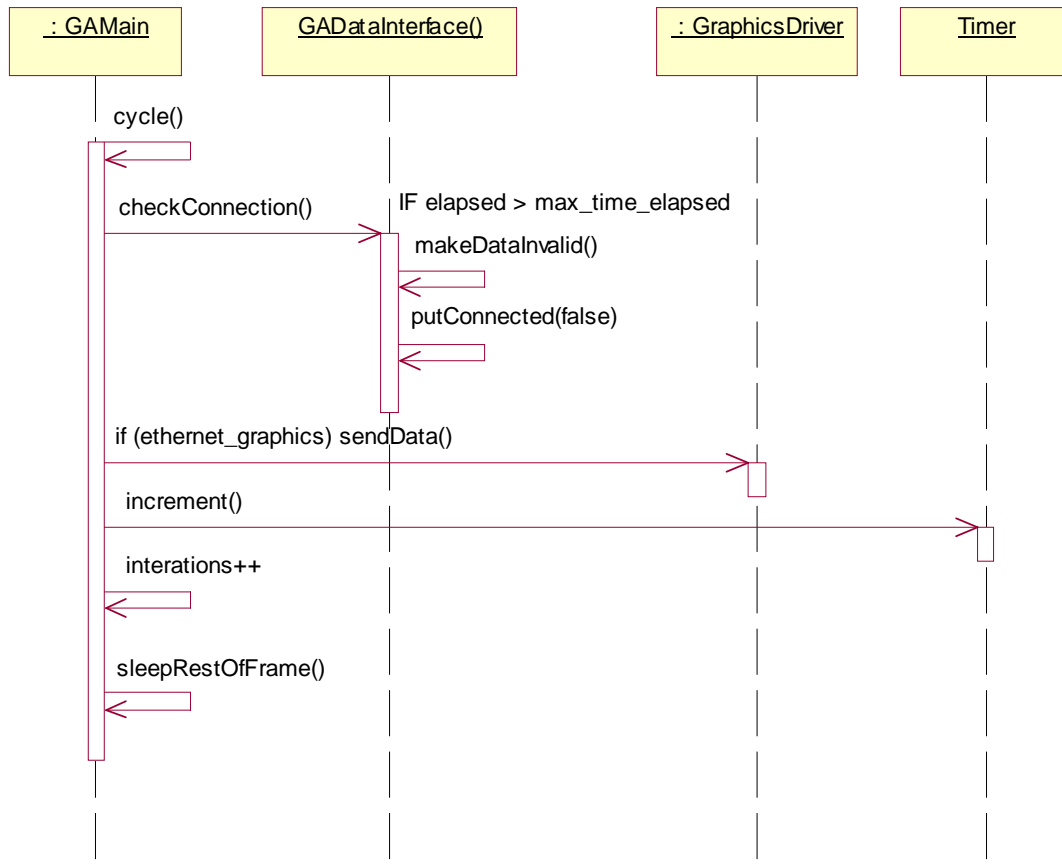 : GAMain
GADataInterface()
: GraphicsDriver
Timer
cycle()
checkConnection()
IF elapsed > max_time_elapsed
makeDataInvalid()
putConnected(false)
if (ethernet_graphics) sendData()
increment()
interations++
sleepRestOfFrame()